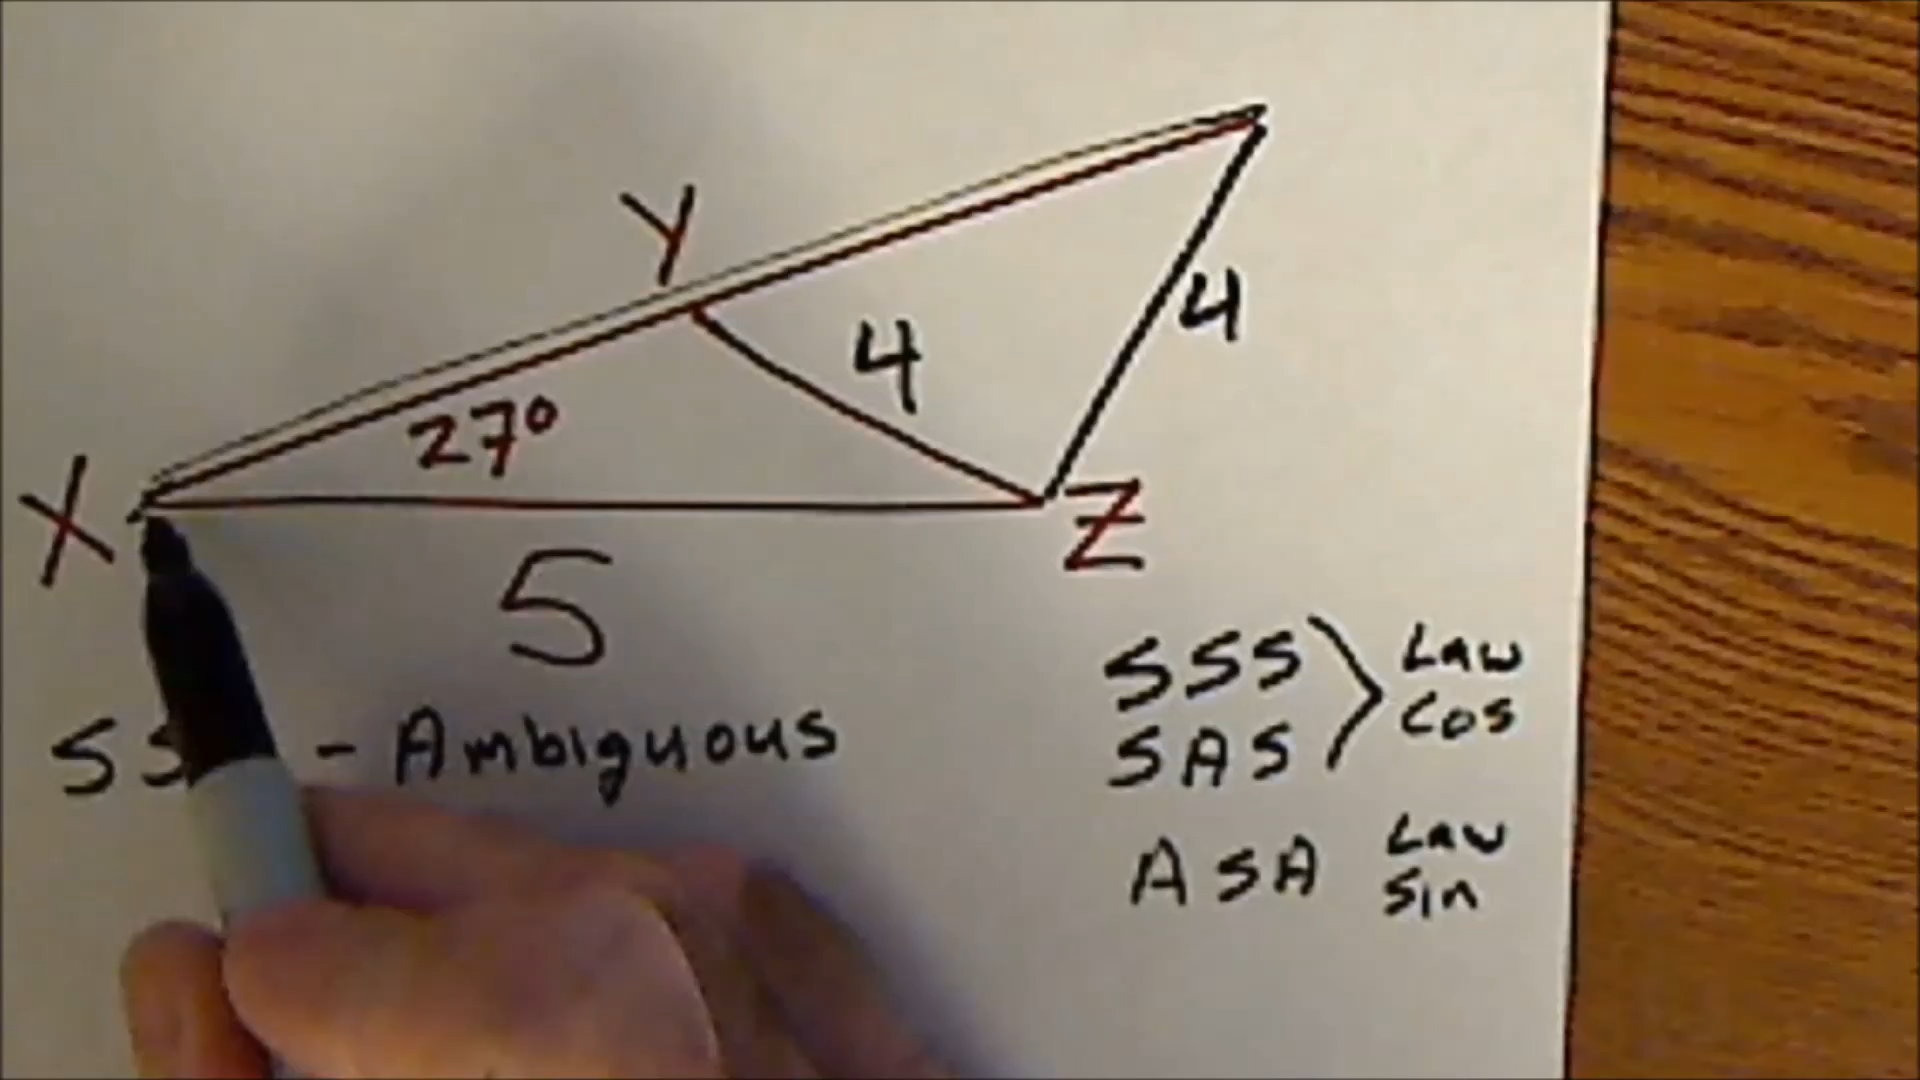 Y
4
4
27°
X
Z
5
SSS
Law
Cos
SAS
- Ambiguous
ASA
Law
Sin